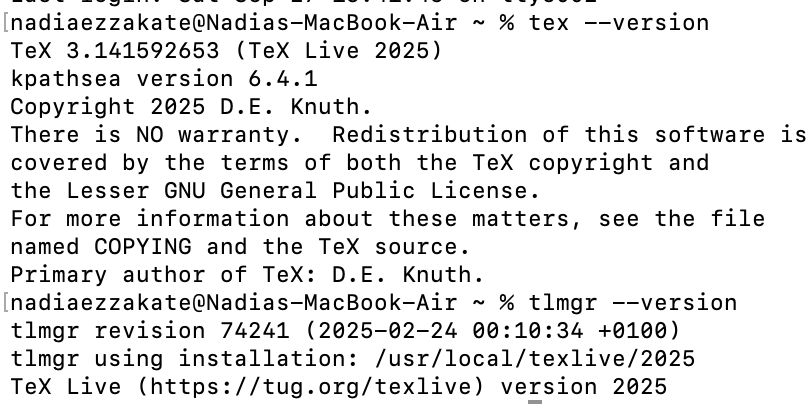 nadiaezzakate@Nadias-MacBook-Air ~ % tex --version
TeX 3.141592653 (TeX Live 2025)
kpathsea version 6.4.1
Copyright 2025 D.E. Knuth.
There is NO warranty.  Redistribution of this software is
covered by the terms of both the TeX copyright and
the Lesser GNU General Public License.
For more information about these matters, see the file
named COPYING and the TeX source.
Primary author of TeX: D.E. Knuth.
nadiaezzakate@Nadias-MacBook-Air ~ % tlmgr --version
tlmgr revision 74241 (2025-02-24 00:10:34 +0100)
tlmgr using installation: /usr/local/texlive/2025
TeX Live (https://tug.org/texlive) version 2025